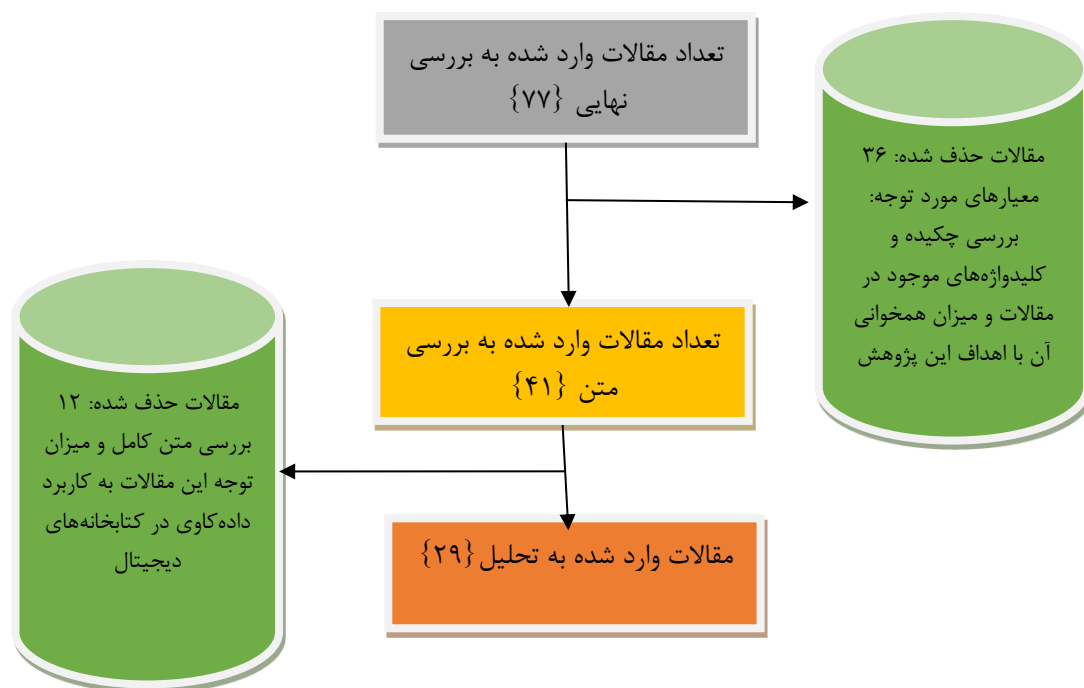 تعداد مقالات وارد شده به بررسی
نهایی {۷۷}
مقالات حذف شده: ۳۶
معیارهای مورد توجه:
بررسی چکیده و
کلیدواژه‌های موجود در
مقالات و میزان همخوانی
آن با اهداف این پژوهش
تعداد مقالات وارد شده به بررسی
متن {۴۱}
مقالات حذف شده: ۱۲
بررسی متن کامل و میزان
توجه این مقالات به کاربرد
داده‌کاوی در کتابخانه‌های
دیجیتال
مقالات وارد شده به تحلیل {۲۹}